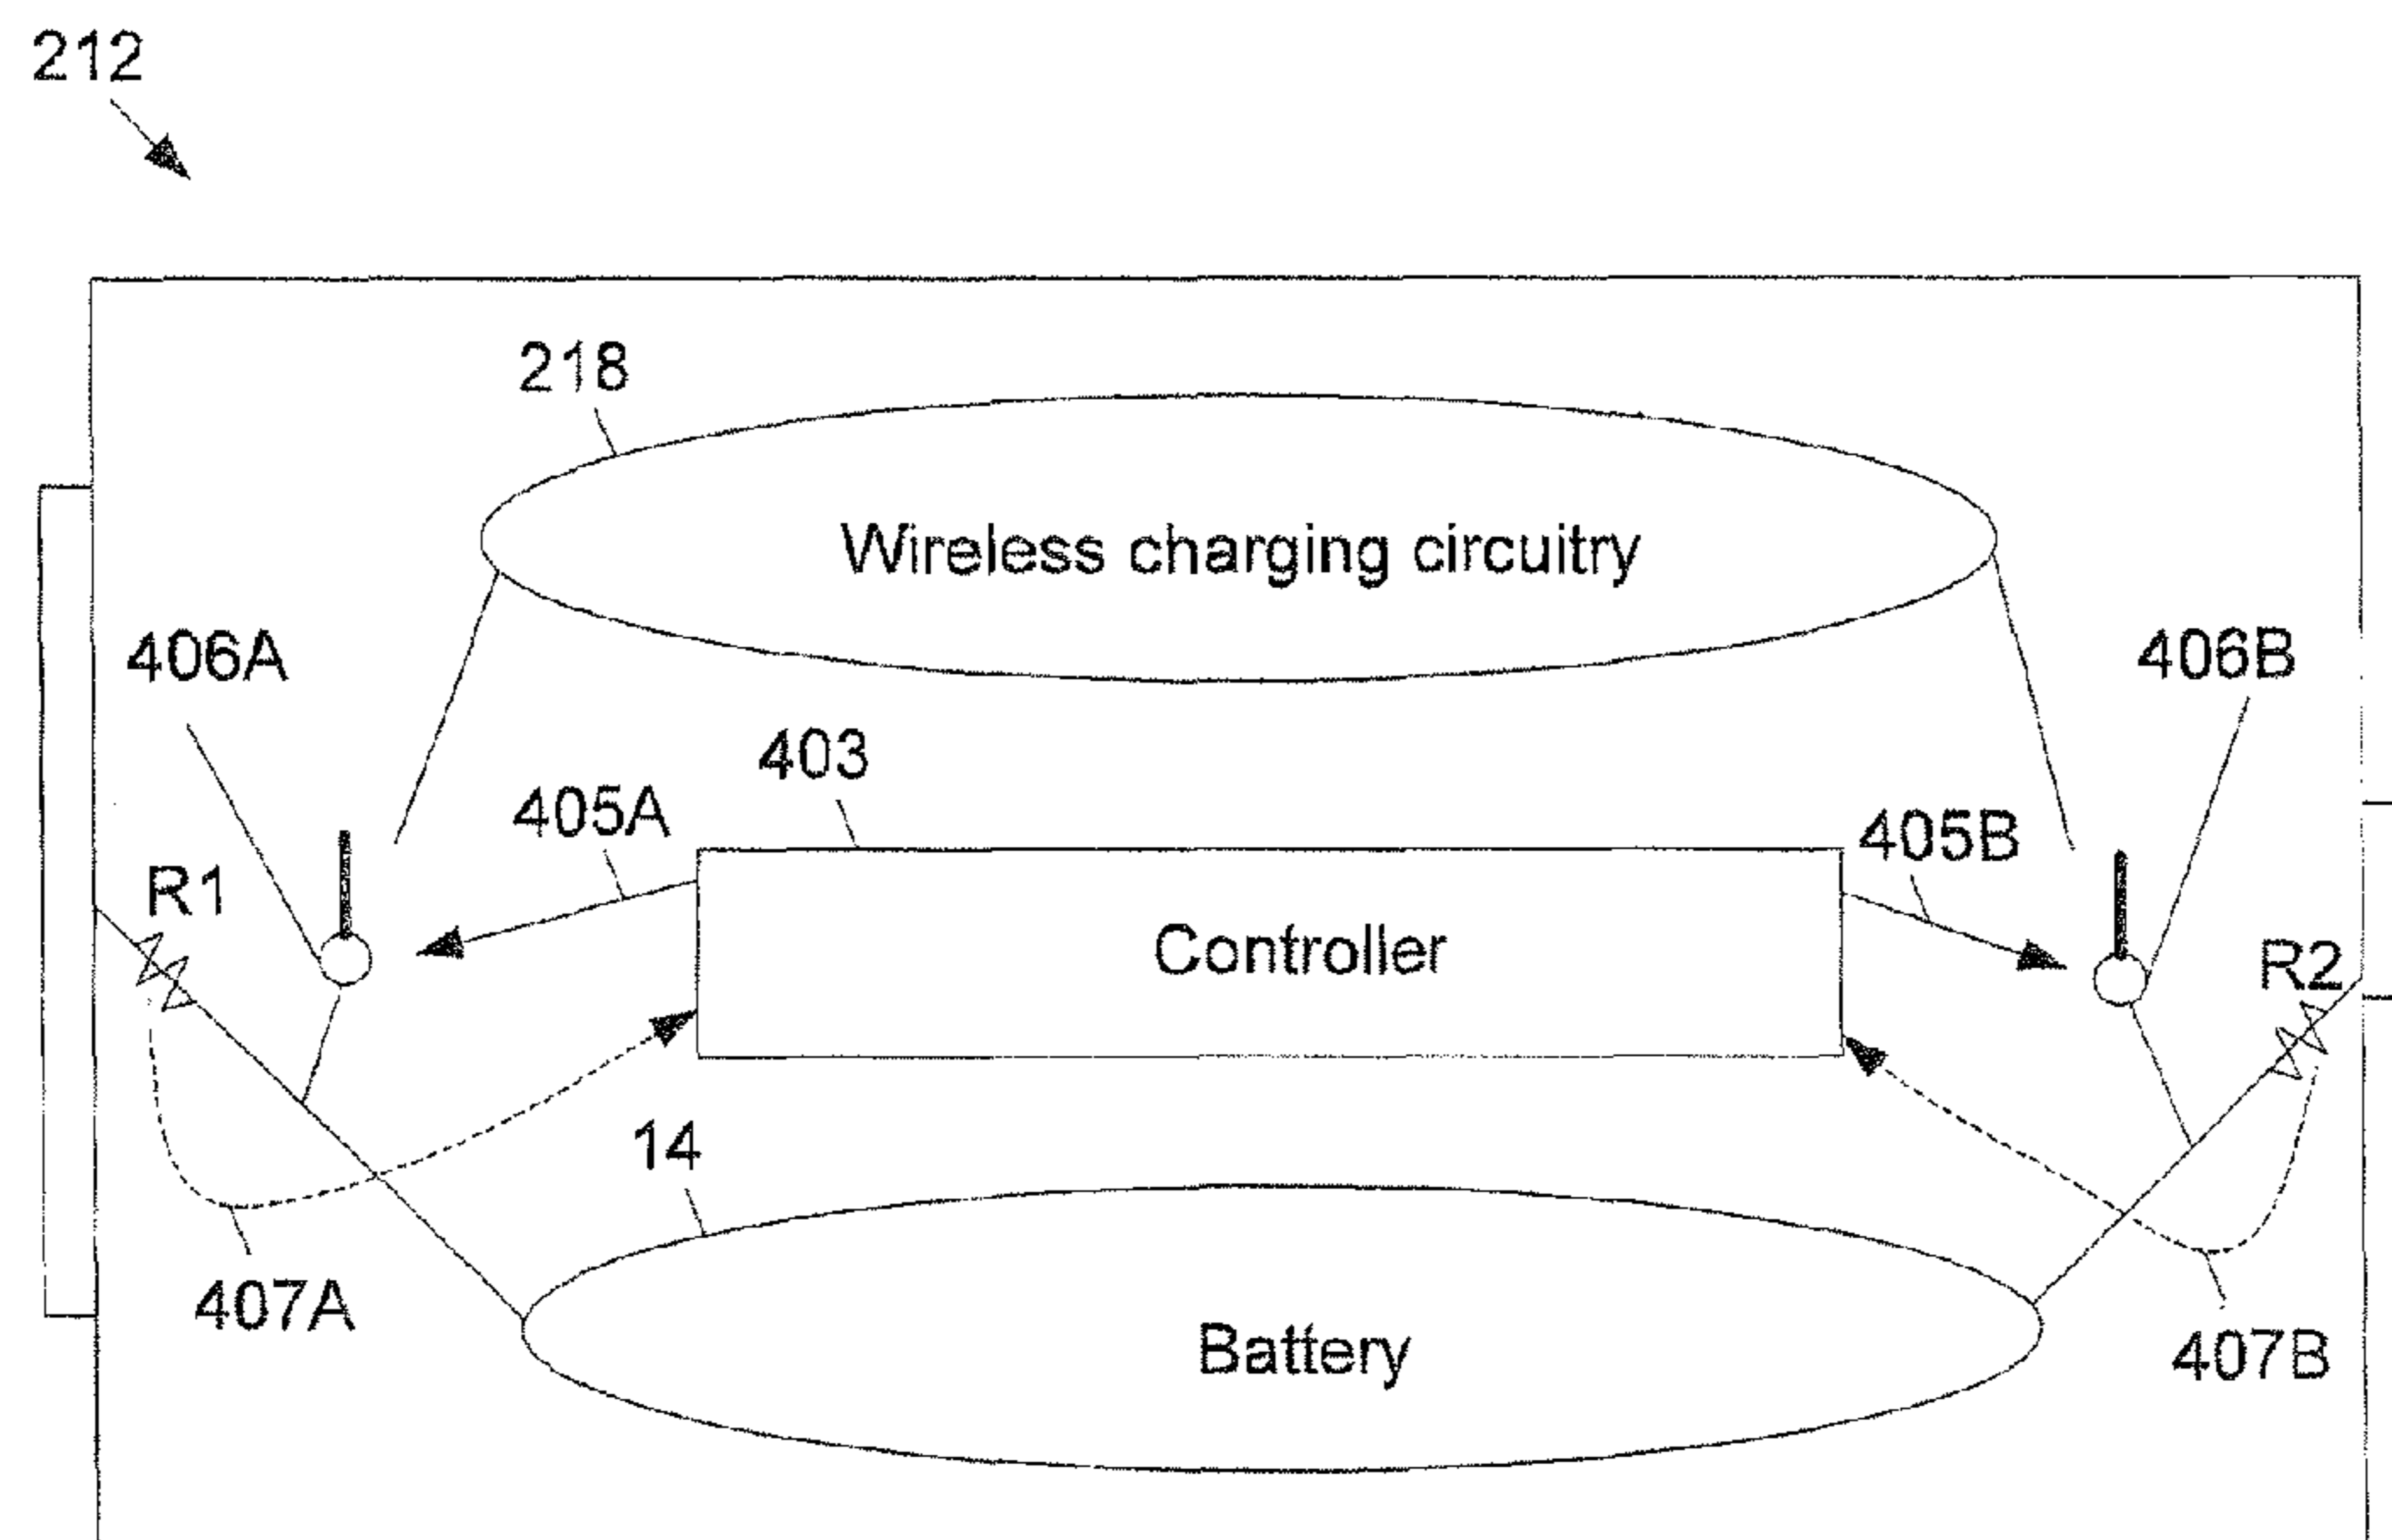 212
218
Wireless charging circuitry
406A
406B
403
405A
405B
R1
Controller
R2
14
407A
Battery
407B